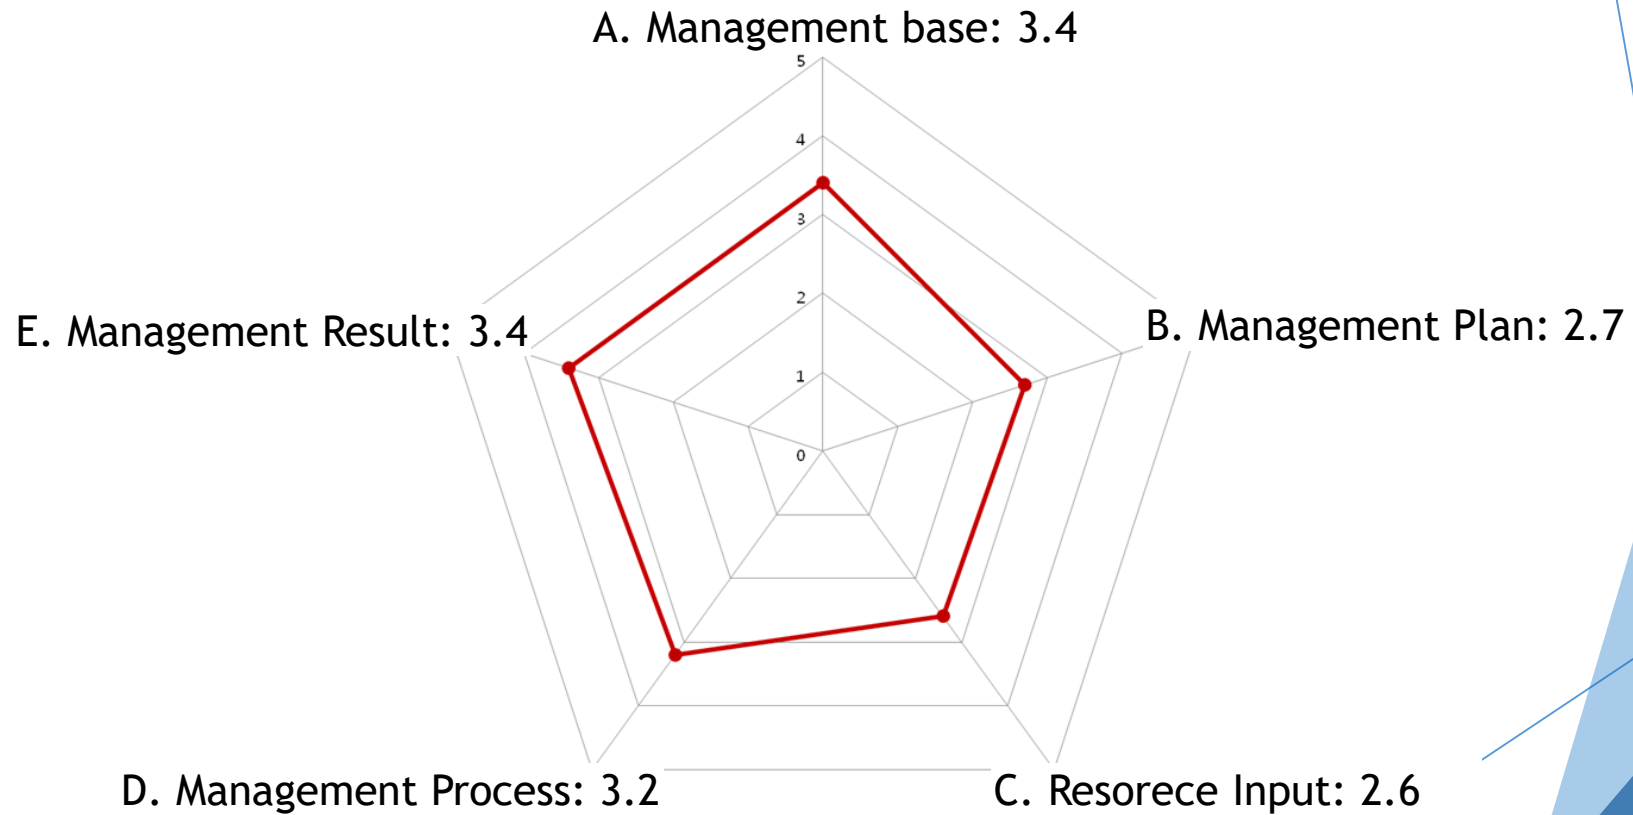 A. Management base: 3.4
5
4
3
2
1
0
E. Management Result: 3.4
B. Management Plan: 2.7
D. Management Process: 3.2
C. Resorece Input: 2.6